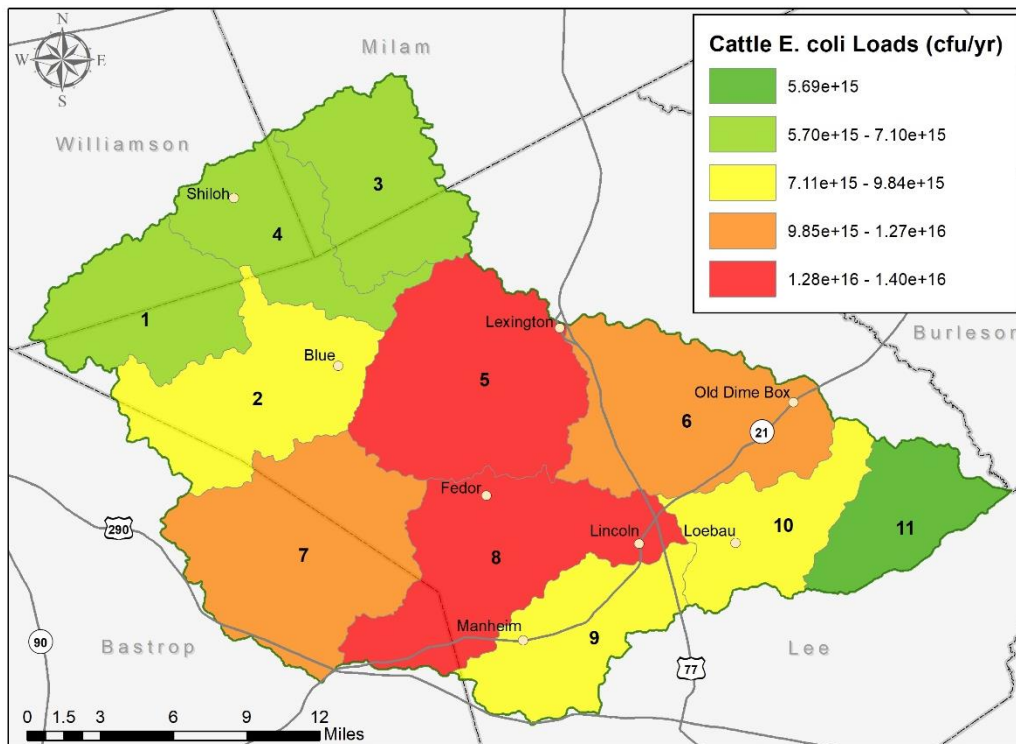 N
W E
S
Milam
Williamson
Burleson
Bastrop
Lee
Cattle E. coli Loads (cfu/yr)
5.69e+15
5.70e+15 - 7.10e+15
7.11e+15 - 9.84e+15
9.85e+15 - 1.27e+16
1.28e+16 - 1.40e+16
3
Shiloh
4
1
Lexington
Blue
5
2
Old Dime Box
6
21
Fedor
290
Lincoln
Loebau
10
11
7
8
Manheim
9
90
77
0 1.5 3 6 9 12
Miles